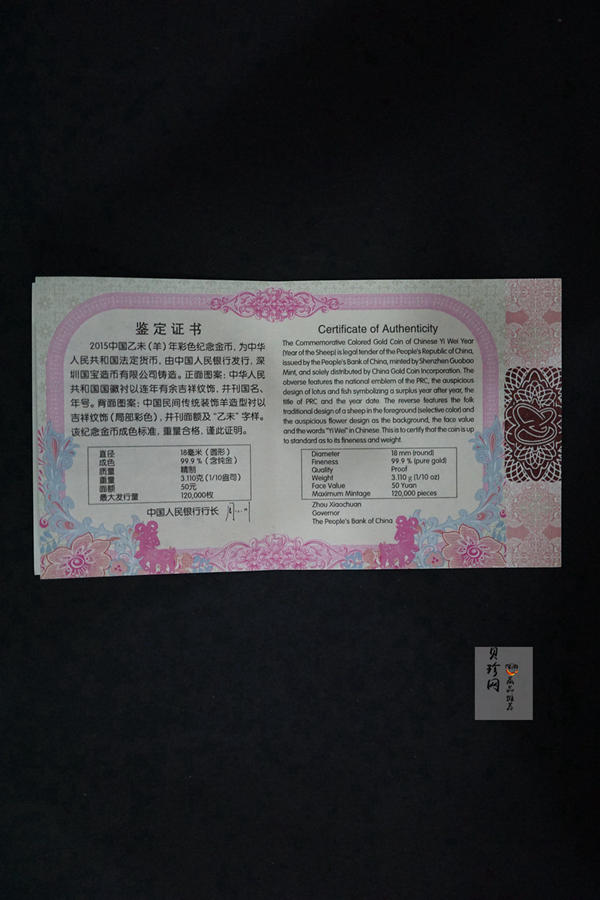 鉴定证书
2015中国乙未（羊）年彩色纪念金币，为中华
人民共和国法定货币，由中国人民银行发行，深
圳国宝造币有限公司铸造。正面图案：中华人民
共和国国徽衬以连年有余吉祥纹饰，并刊国名、
年号。背面图案：中国民间传统装饰羊造型衬以
吉祥纹饰（局部彩色），并刊面额及“乙未”字样。
该纪念金币成色标准，重量合格，谨此证明。
直径 18毫米（圆形）
成色 99.9%（含纯金）
质量 精制
重量 3.110克(1/10盎司)
面额 50元
最大发行量 120,000枚
中国人民银行行长
Certificate of Authenticity
The Commemorative Colored Gold Coin of Chinese Yi Wei Year
(Year of the Sheep) is legal tender of the People's Republic of China,
issued by the People's Bank of China, minted by Shenzhen Guobao
Mint, and solely distributed by China Gold Coin Incorporation. The
obverse features the national emblem of the PRC, the auspicious
design of lotus and fish symbolizing a surplus year after year, the
title of PRC and the year date. The reverse features the folk
traditional design of a sheep in the foreground (selective color) and
the auspicious flower design as the background, the face value
and the words "Yi Wei" in Chinese. This is to certify that the coin is up
to standard as to its fineness and weight.
Diameter 18 mm (round)
Fineness 99.9 % (pure gold)
Quality Proof
Weight 3.110 g (1/10 oz)
Face Value 50 Yuan
Maximum Mintage 120,000 pieces
Zhou Xiaochuan
Governor
The People's Bank of China
贝珍网
商品推荐